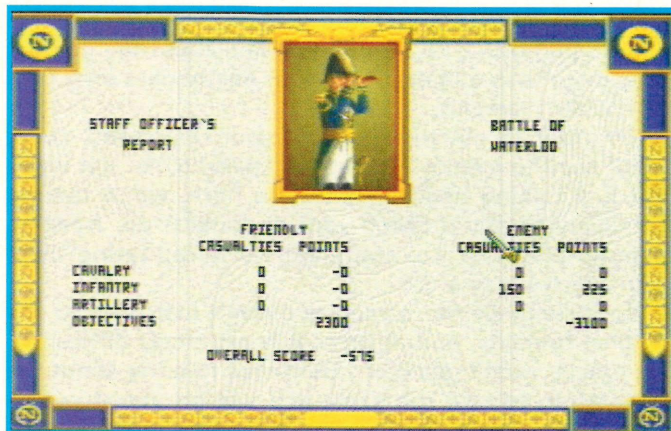 STAFF OFFICER'S
REPORT
BATTLE OF
WATERLOO
FRIENDLY ENEMY
CASUALTIES POINTS CASUALTIES POINTS
CAVALRY 0 -0 0 0
INFANTRY 0 -0 150 225
ARTILLERY 0 -0 0 0
OBJECTIVES 2300 -3100
OVERALL SCORE -575